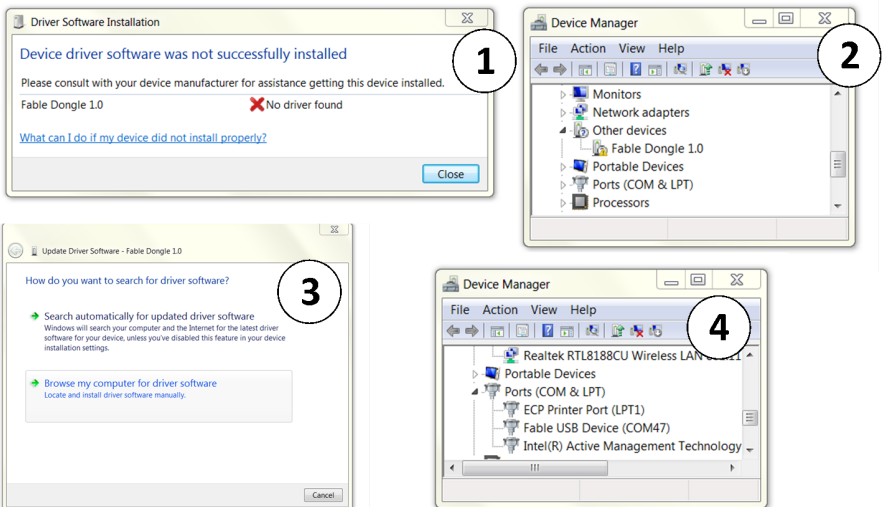 Driver Software Installation
Device driver software was not successfully installed
Please consult with your device manufacturer for assistance getting this device installed.
Fable Dongle 1.0 No driver found
What can I do if my device did not install properly?
Close
1
Device Manager
File Action View Help
Monitors
Network adapters
Other devices
Fable Dongle 1.0
Portable Devices
Ports (COM & LPT)
Processors
2
Update Driver Software - Fable Dongle 1.0
How do you want to search for driver software?
Search automatically for updated driver software
Windows will search your computer and the Internet for the latest driver
software for your device, unless you've disabled this feature in your device
installation settings.
Browse my computer for driver software
Locate and install driver software manually.
Cancel
3
Device Manager
File Action View Help
Realtek RTL8188CU Wireless LAN
Portable Devices
Ports (COM & LPT)
ECP Printer Port (LPT1)
Fable USB Device (COM47)
Intel(R) Active Management Technology
4